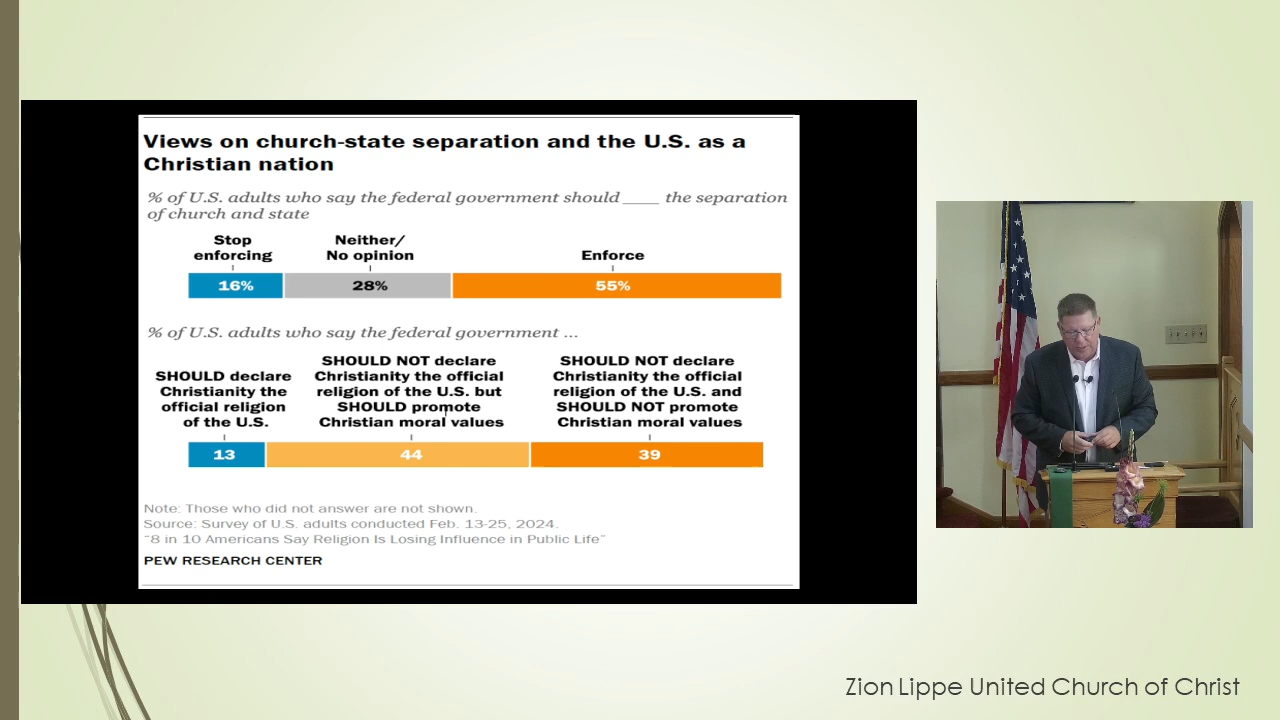 Views on church-state separation and the U.S. as a
Christian nation
% of U.S. adults who say the federal government should ____ the separation
of church and state
Stop
enforcing
Neither/
No opinion
Enforce
16%
28%
55%
% of U.S. adults who say the federal government ...
SHOULD declare
Christianity the
official religion
of the U.S.
SHOULD NOT declare
Christianity the official
religion of the U.S. but
SHOULD promote
Christian moral values
SHOULD NOT declare
Christianity the official
religion of the U.S. and
SHOULD NOT promote
Christian moral values
13
44
39
Note: Those who did not answer are not shown.
Source: Survey of U.S. adults conducted Feb. 13-25, 2024.
“8 in 10 Americans Say Religion Is Losing Influence in Public Life”
PEW RESEARCH CENTER
Zion Lippe United Church of Christ